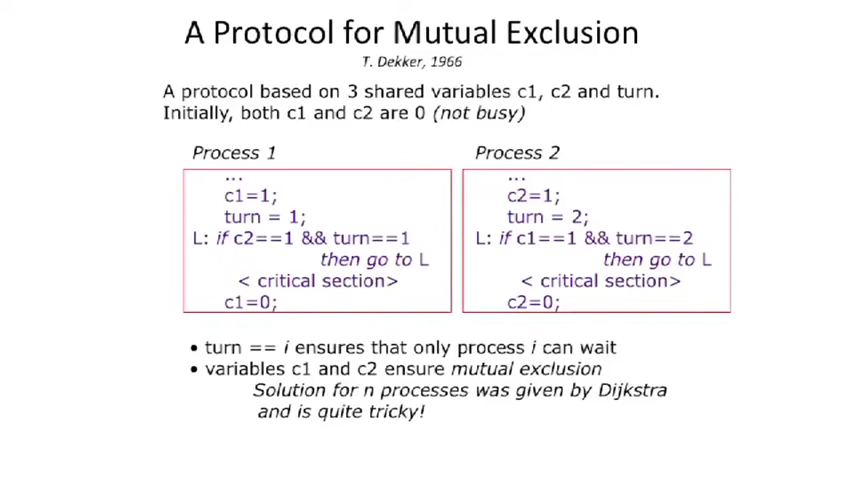 A Protocol for Mutual Exclusion
T. Dekker, 1966
A protocol based on 3 shared variables c1, c2 and turn.
Initially, both c1 and c2 are 0 (not busy)
Process 1
...
c1=1;
turn = 1;
L: if c2==1 && turn==1
then go to L
< critical section>
c1=0;
Process 2
...
c2=1;
turn = 2;
L: if c1==1 && turn==2
then go to L
< critical section>
c2=0;
• turn == i ensures that only process i can wait
• variables c1 and c2 ensure mutual exclusion
Solution for n processes was given by Dijkstra
and is quite tricky!